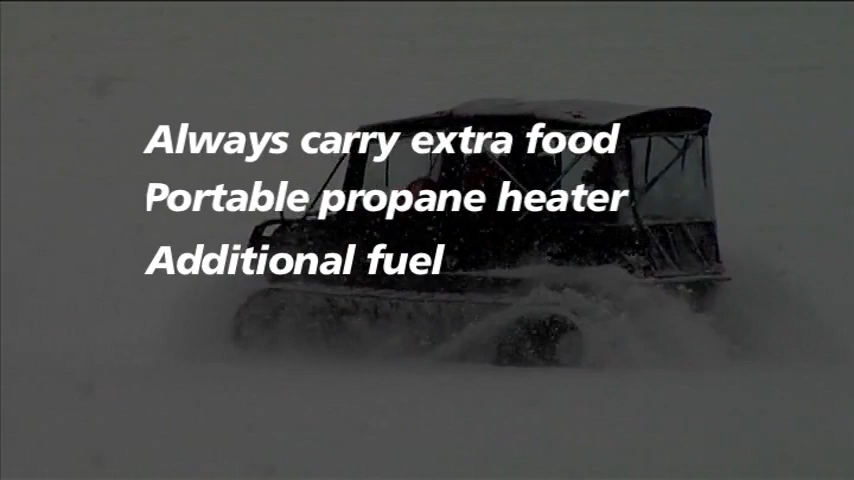 Always carry extra food
Portable propane heater
Additional fuel